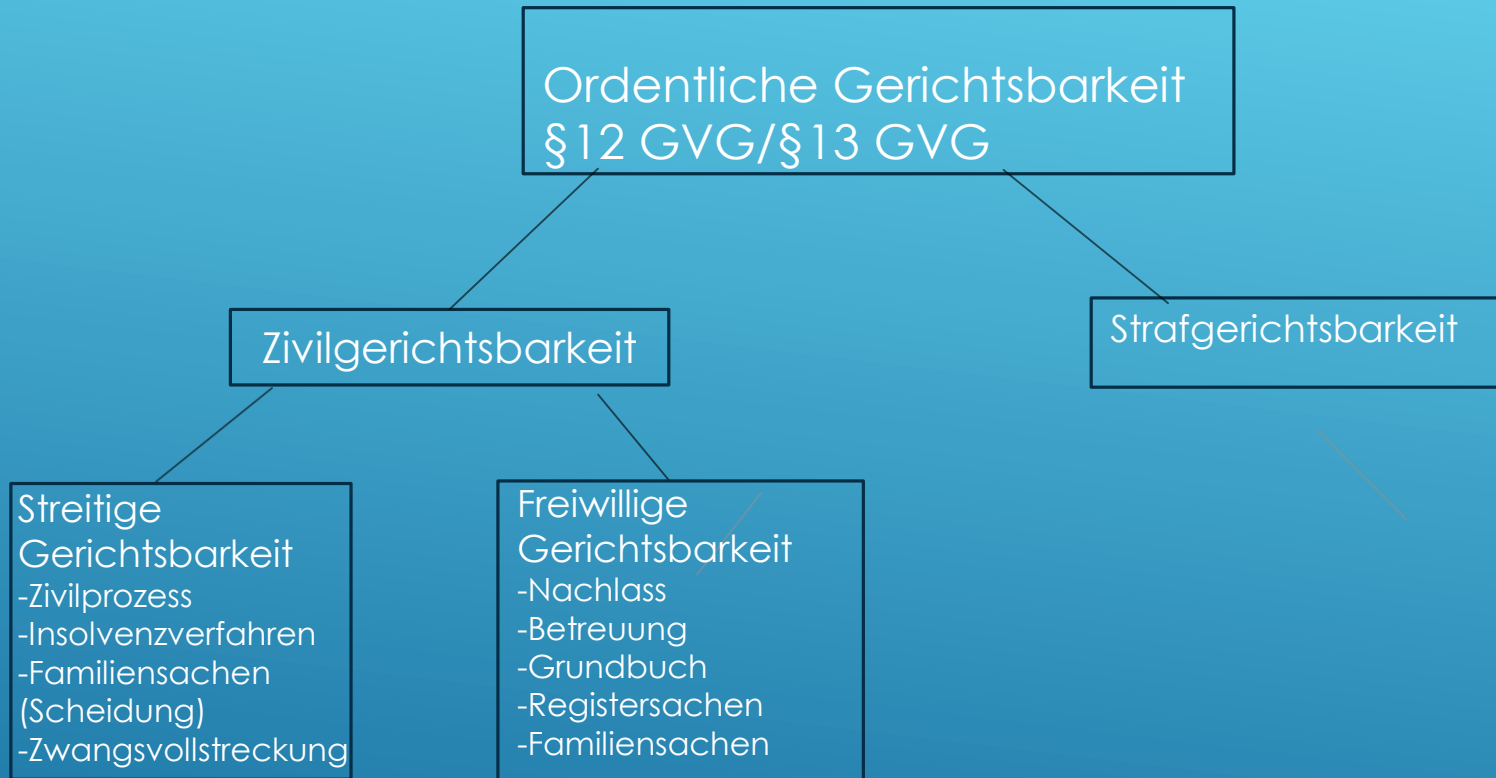 Ordentliche Gerichtsbarkeit
§12 GVG/§13 GVG
Zivilgerichtsbarkeit
Strafgerichtsbarkeit
Streitige
Gerichtsbarkeit
-Zivilprozess
-Insolvenzverfahren
-Familiensachen
(Scheidung)
-Zwangsvollstreckung
Freiwillige
Gerichtsbarkeit
-Nachlass
-Betreuung
-Grundbuch
-Registersachen
-Familiensachen